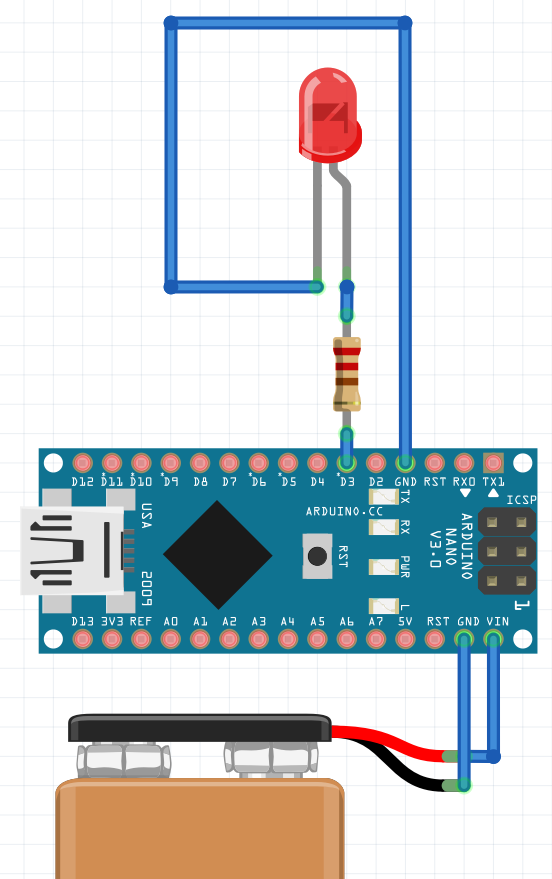 D12 *D11 *D10 *D9 D8 D7 *D6 *D5 D4 *D3 D2 GND RST RX0 TX1
ICSP
TX
ARDUINO.CC
RX
PWR
L
RST
USA
2009
ARDUINO
NANO
V3.0
1
D13 3V3 REF A0 A1 A2 A3 A4 A5 A6 A7 5V RST GND VIN